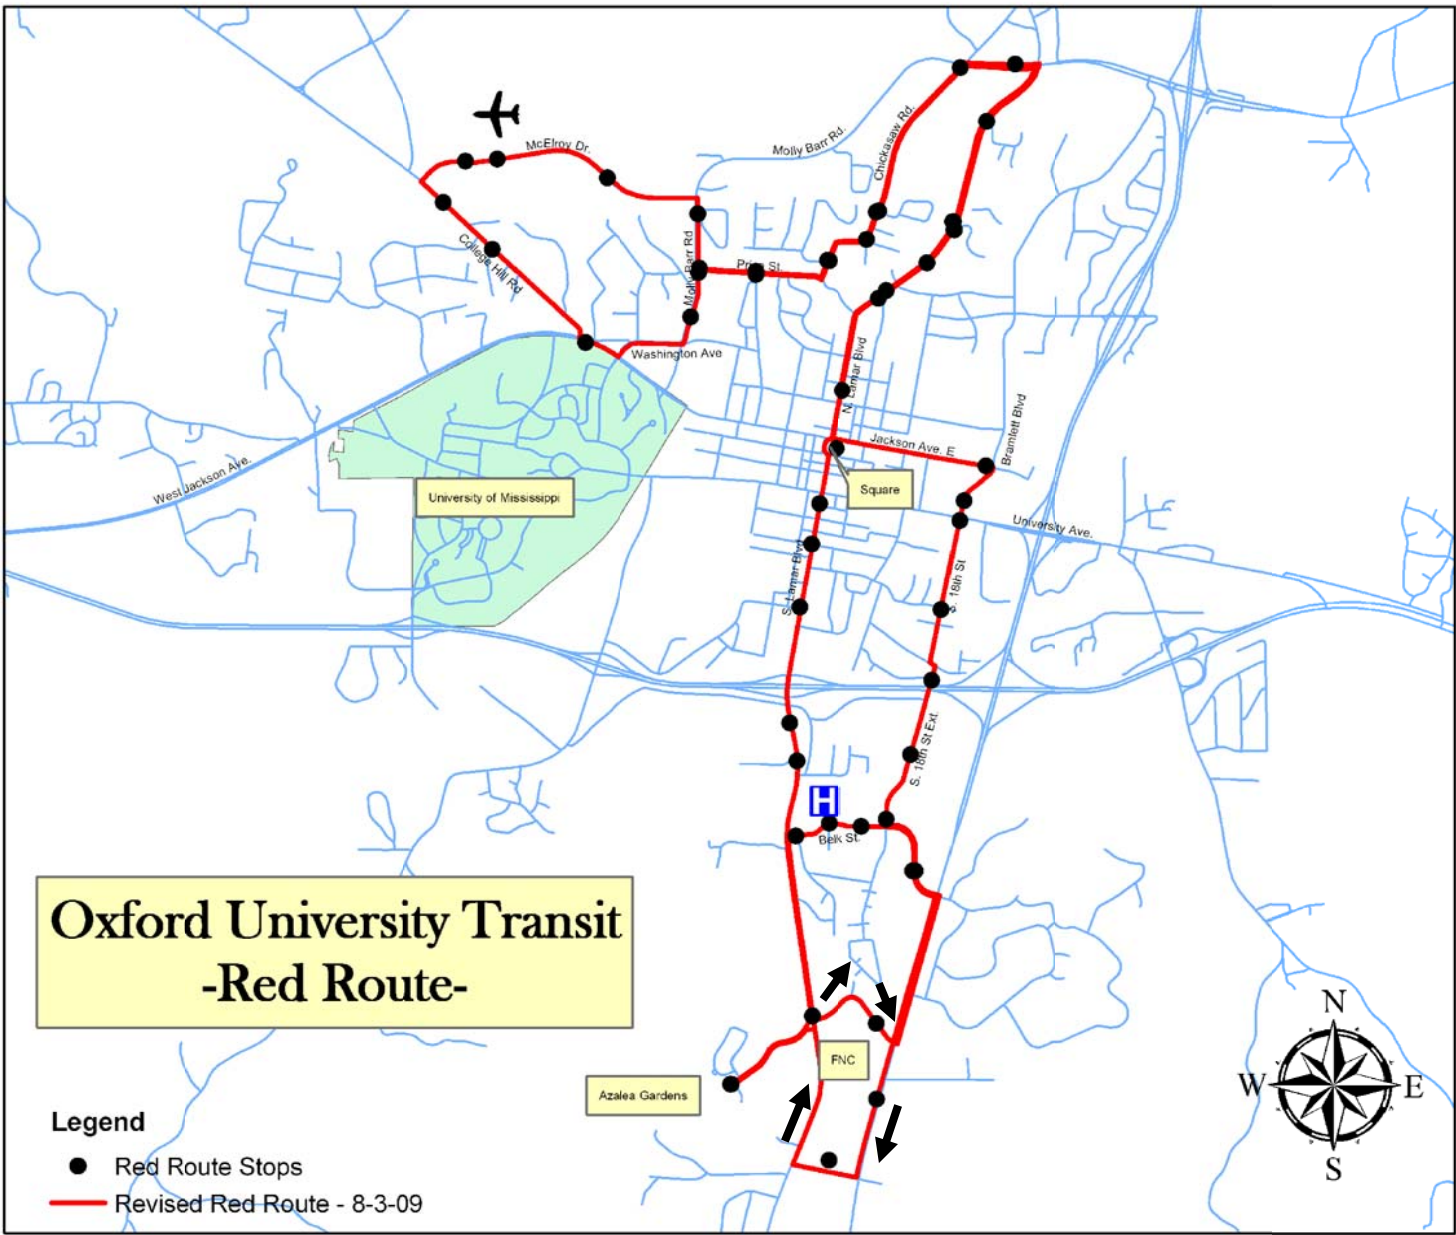 McElroy Dr.
Molly Barr Rd.
Chickasaw Rd.
College Hill Rd
Molly Barr Rd
Price St.
Washington Ave
N. Lamar Blvd
Bramlett Blvd
Jackson Ave. E
West Jackson Ave.
University of Mississippi
Square
University Ave.
S. Lamar Blvd
S. 18th St
S. 18th St Ext.
H
Belk St.
Oxford University Transit
-Red Route-
FNC
Azalea Gardens
N
W
E
S
Legend
Red Route Stops
Revised Red Route - 8-3-09